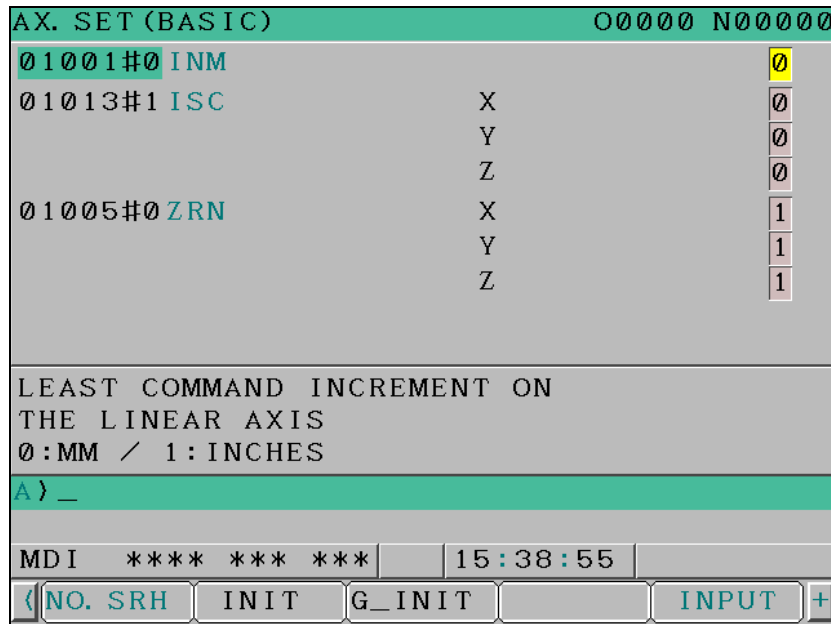 AX. SET(BASIC) O0000 N00000
01001#0 INM 0
01013#1 ISC X 0
Y 0
Z 0
01005#0 ZRN X 1
Y 1
Z 1
LEAST COMMAND INCREMENT ON
THE LINEAR AXIS
0:MM / 1:INCHES
A)_
MDI **** *** *** 15:38:55
( NO. SRH INIT G_INIT INPUT +